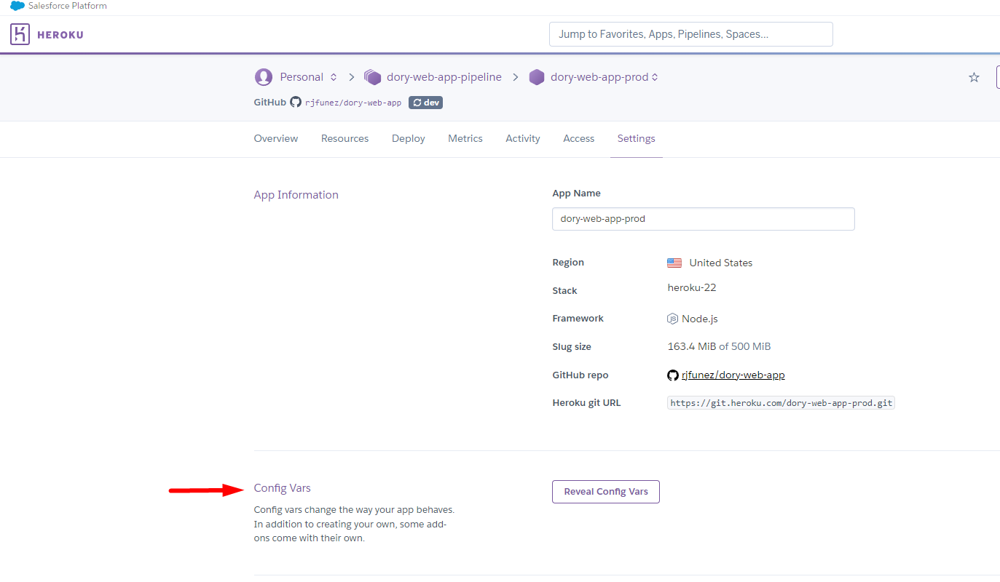 Salesforce Platform
HEROKU
Jump to Favorites, Apps, Pipelines, Spaces...
Personal dory-web-app-pipeline dory-web-app-prod
GitHub rjfunez/dory-web-app dev
Overview Resources Deploy Metrics Activity Access Settings
App Information
App Name
dory-web-app-prod
Region United States
Stack heroku-22
Framework Node.js
Slug size 163.4 MiB of 500 MiB
GitHub repo rjfunez/dory-web-app
Heroku git URL https://git.heroku.com/dory-web-app-prod.git
Config Vars
Config vars change the way your app behaves.
In addition to creating your own, some add-
ons come with their own.
Reveal Config Vars